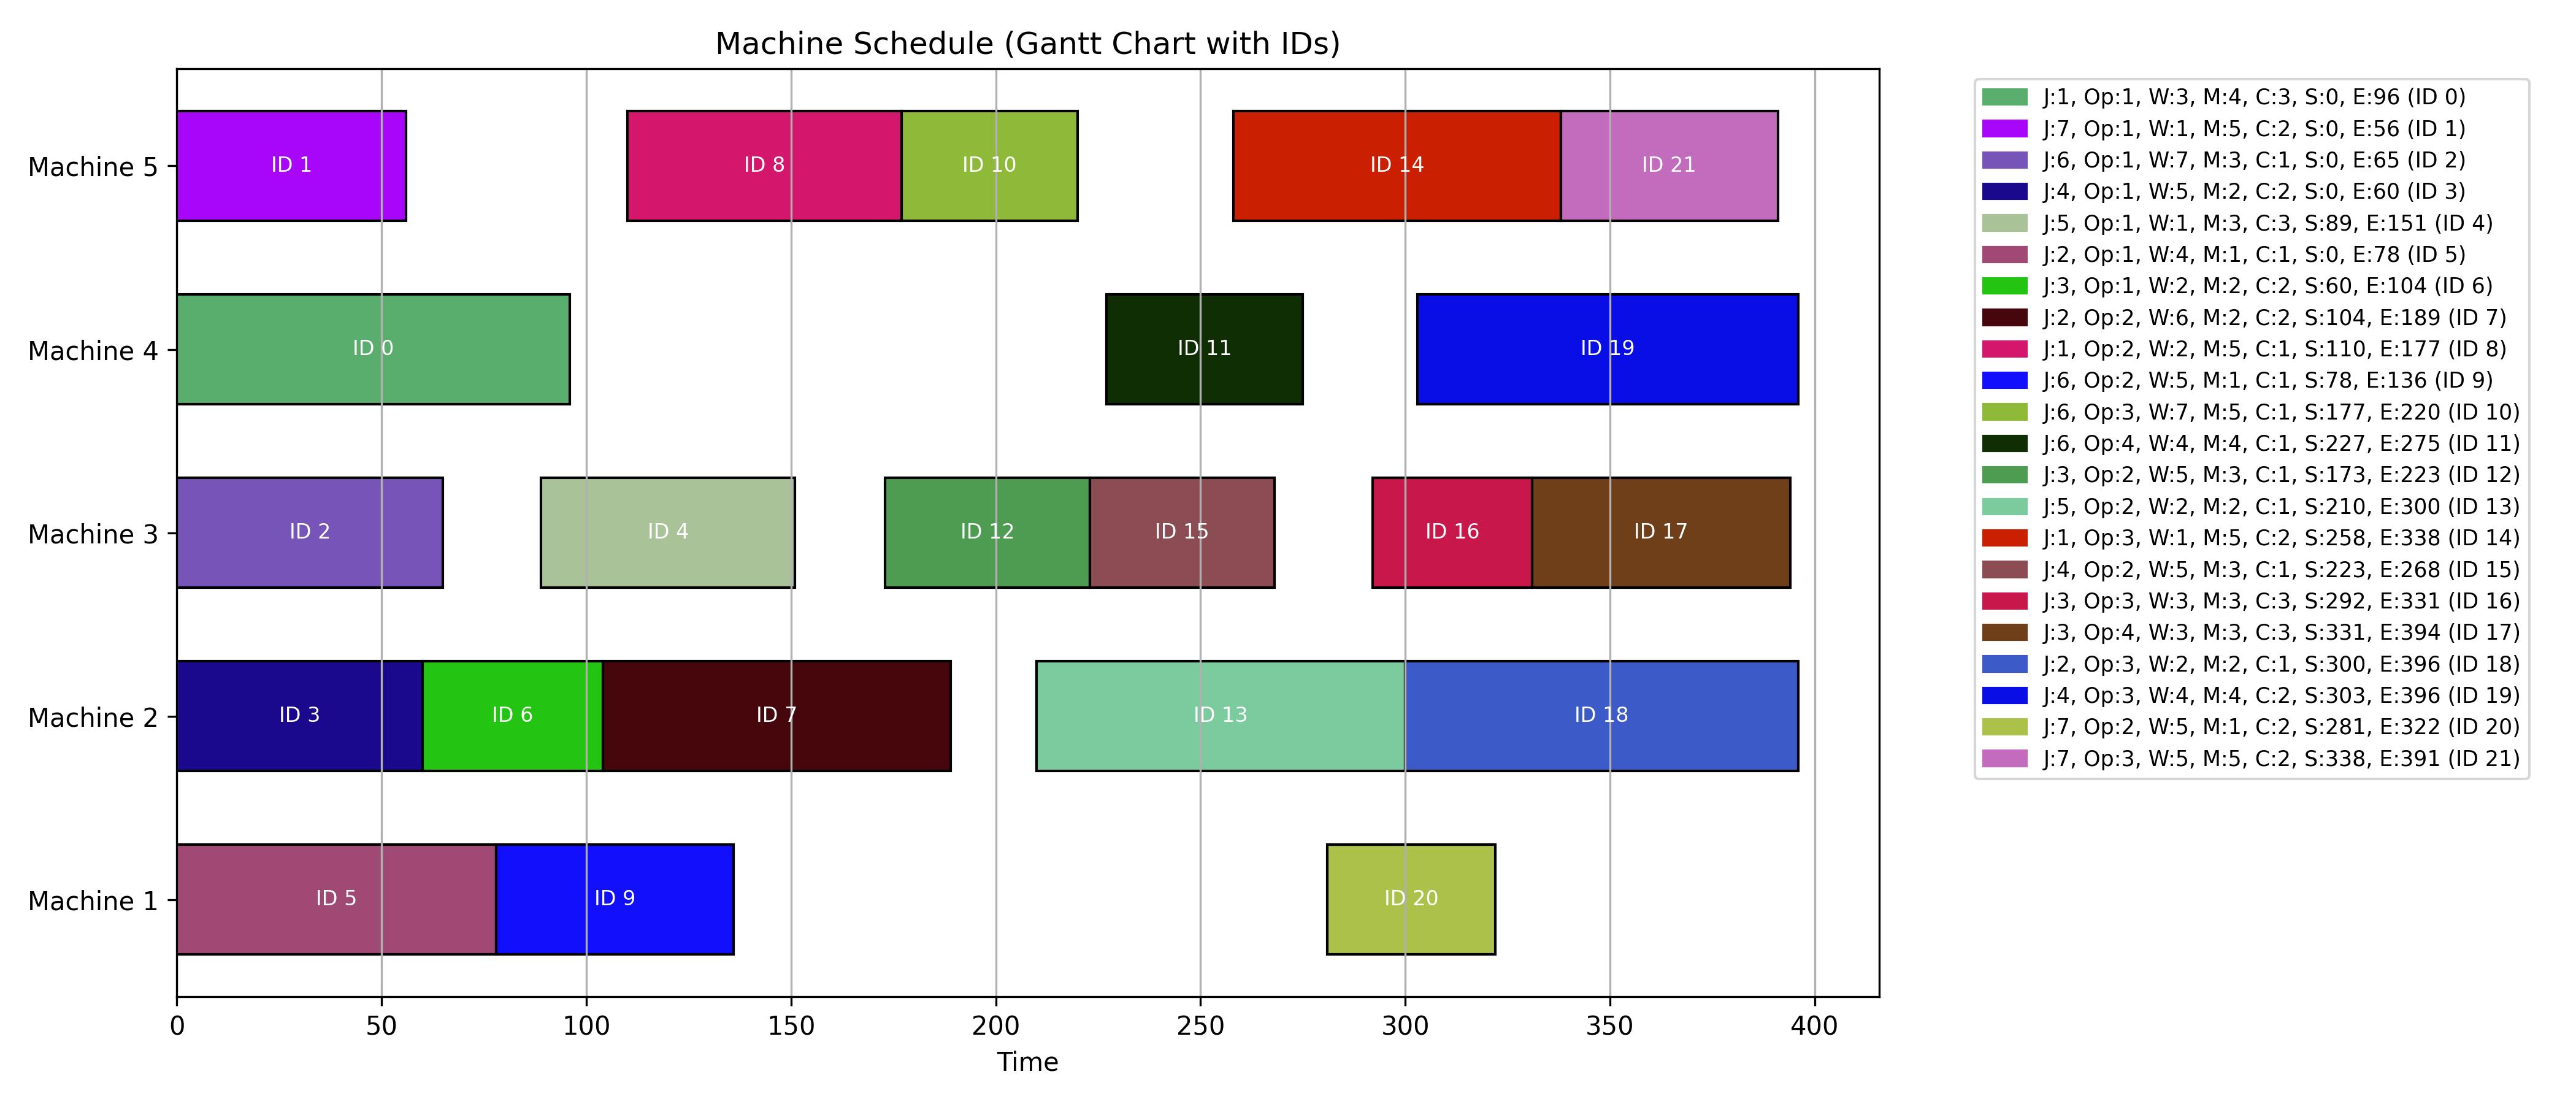 Machine Schedule (Gantt Chart with IDs)
Machine 5
ID 1
ID 8
ID 10
ID 14
ID 21
Machine 4
ID 0
ID 11
ID 19
Machine 3
ID 2
ID 4
ID 12
ID 15
ID 16
ID 17
Machine 2
ID 3
ID 6
ID 7
ID 13
ID 18
Machine 1
ID 5
ID 9
ID 20
0 50 100 150 200 250 300 350 400
Time
J:1, Op:1, W:3, M:4, C:3, S:0, E:96 (ID 0)
J:7, Op:1, W:1, M:5, C:2, S:0, E:56 (ID 1)
J:6, Op:1, W:7, M:3, C:1, S:0, E:65 (ID 2)
J:4, Op:1, W:5, M:2, C:2, S:0, E:60 (ID 3)
J:5, Op:1, W:1, M:3, C:3, S:89, E:151 (ID 4)
J:2, Op:1, W:4, M:1, C:1, S:0, E:78 (ID 5)
J:3, Op:1, W:2, M:2, C:2, S:60, E:104 (ID 6)
J:2, Op:2, W:6, M:2, C:2, S:104, E:189 (ID 7)
J:1, Op:2, W:2, M:5, C:1, S:110, E:177 (ID 8)
J:6, Op:2, W:5, M:1, C:1, S:78, E:136 (ID 9)
J:6, Op:3, W:7, M:5, C:1, S:177, E:220 (ID 10)
J:6, Op:4, W:4, M:4, C:1, S:227, E:275 (ID 11)
J:3, Op:2, W:5, M:3, C:1, S:173, E:223 (ID 12)
J:5, Op:2, W:2, M:2, C:1, S:210, E:300 (ID 13)
J:1, Op:3, W:1, M:5, C:2, S:258, E:338 (ID 14)
J:4, Op:2, W:5, M:3, C:1, S:223, E:268 (ID 15)
J:3, Op:3, W:3, M:3, C:3, S:292, E:331 (ID 16)
J:3, Op:4, W:3, M:3, C:3, S:331, E:394 (ID 17)
J:2, Op:3, W:2, M:2, C:1, S:300, E:396 (ID 18)
J:4, Op:3, W:4, M:4, C:2, S:303, E:396 (ID 19)
J:7, Op:2, W:5, M:1, C:2, S:281, E:322 (ID 20)
J:7, Op:3, W:5, M:5, C:2, S:338, E:391 (ID 21)